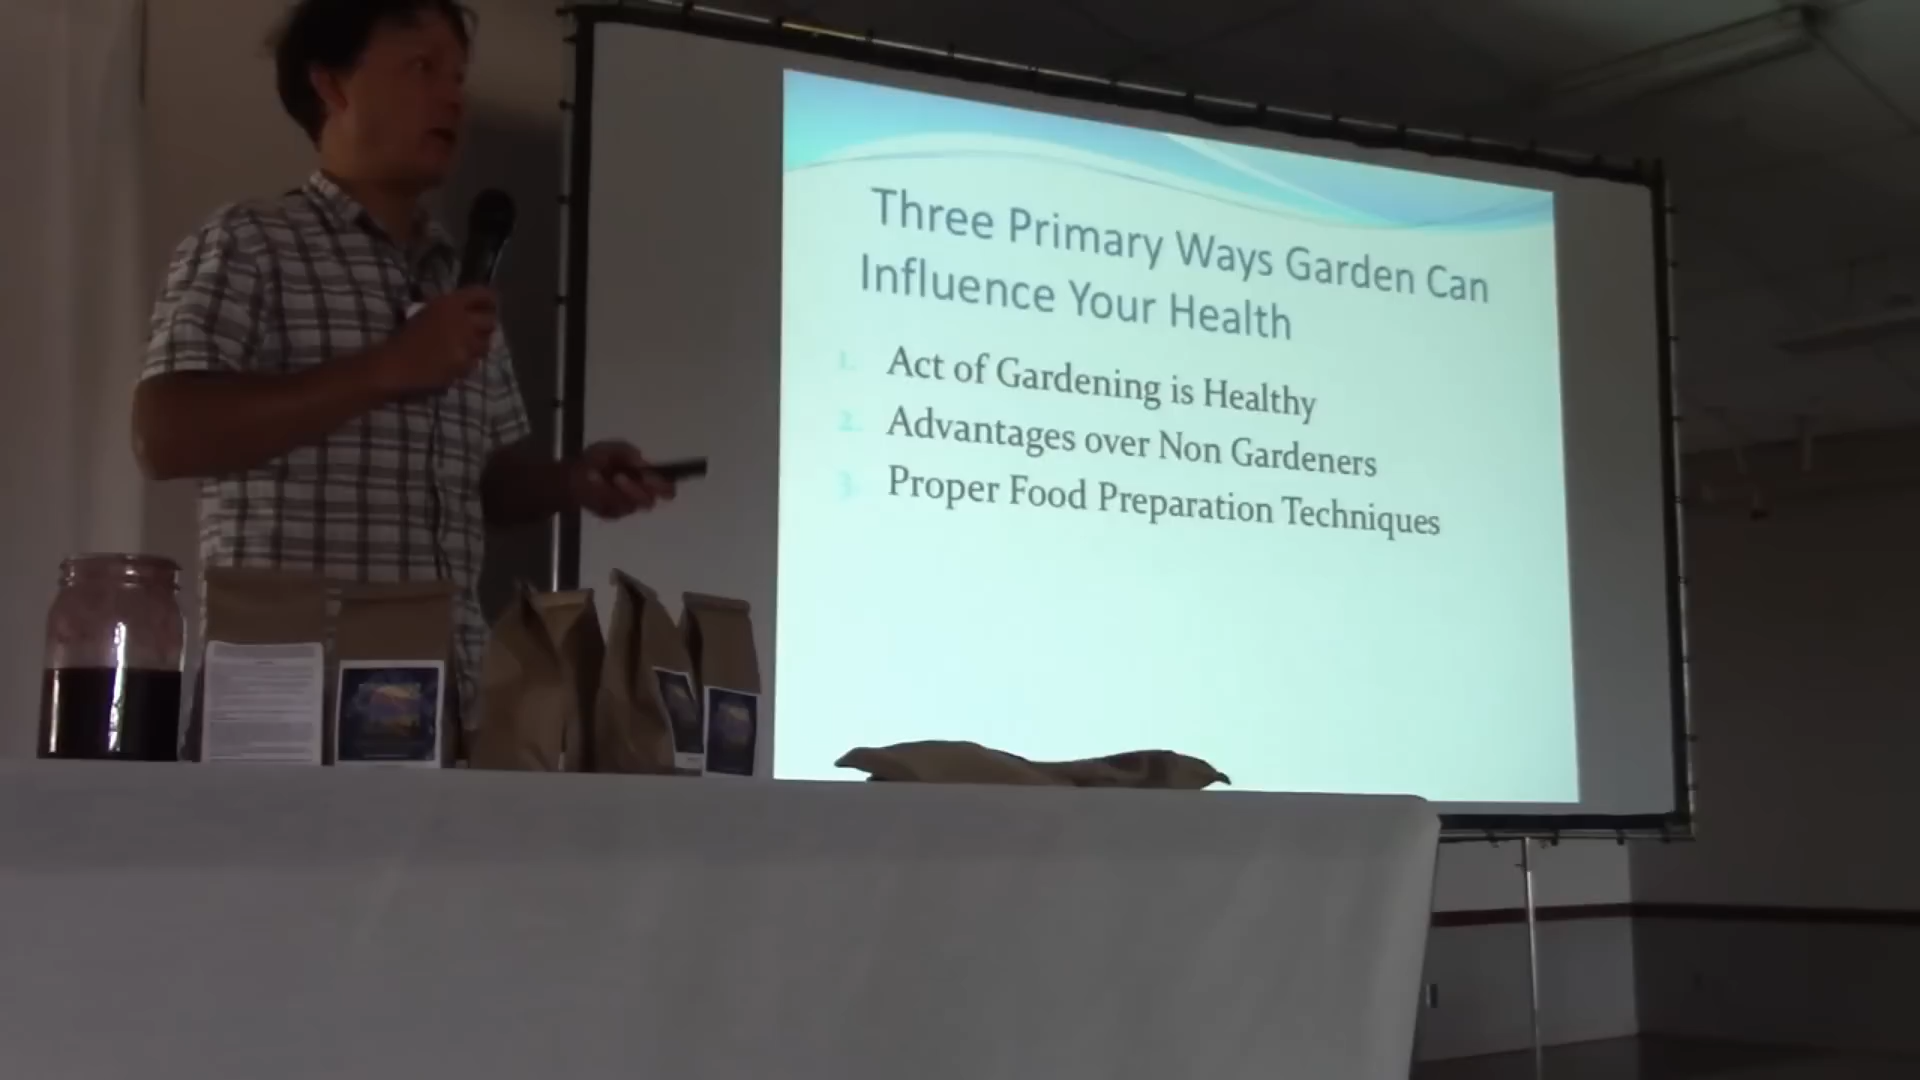 Three Primary Ways Garden Can
Influence Your Health
1. Act of Gardening is Healthy
2. Advantages over Non Gardeners
3. Proper Food Preparation Techniques